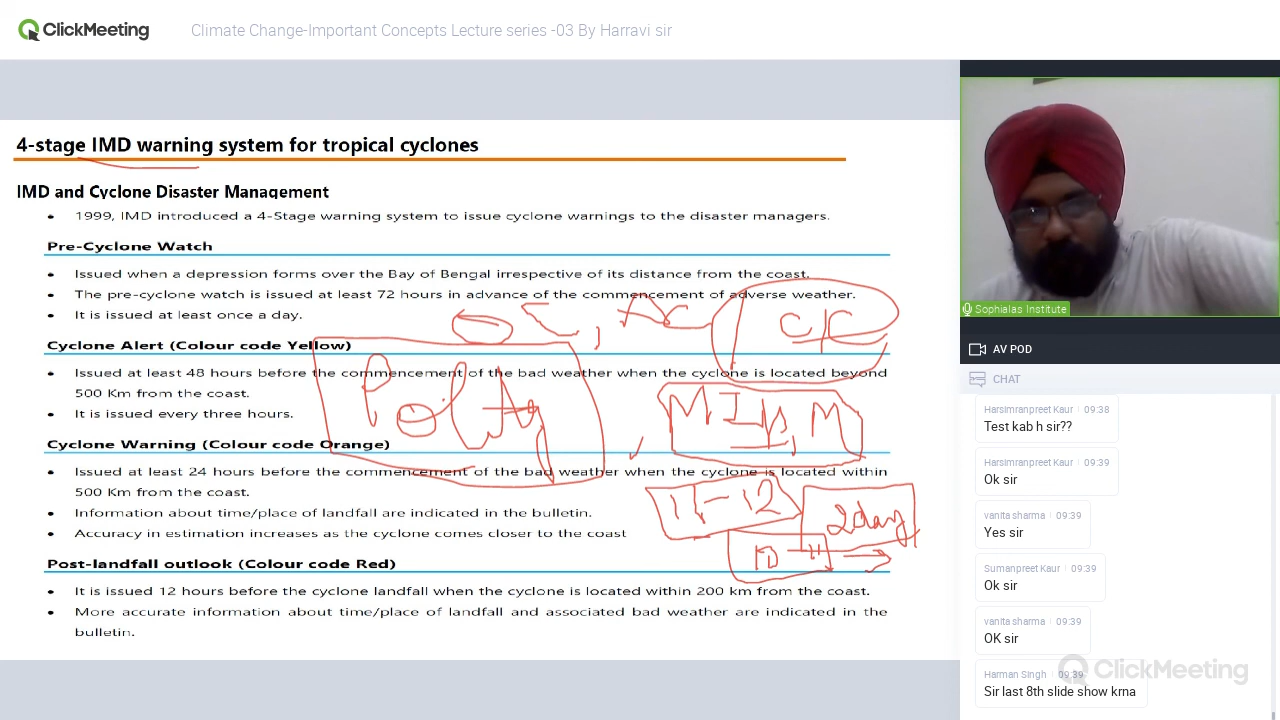 ClickMeeting
Climate Change-Important Concepts Lecture series -03 By Harravi sir
4-stage IMD warning system for tropical cyclones
IMD and Cyclone Disaster Management
• 1999, IMD introduced a 4-Stage warning system to issue cyclone warnings to the disaster managers.
Pre-Cyclone Watch
• Issued when a depression forms over the Bay of Bengal irrespective of its distance from the coast.
• The pre-cyclone watch is issued at least 72 hours in advance of the commencement of adverse weather.
• It is issued at least once a day.
CC
Cyclone Alert (Colour code Yellow)
• Issued at least 48 hours before the commencement of the bad weather when the cyclone is located beyond
500 Km from the coast.
Polity
• It is issued every three hours.
Cyclone Warning (Colour code Orange)
• Issued at least 24 hours before the commencement of the bad weather when the cyclone is located within
500 Km from the coast.
11-12
• Information about time/place of landfall are indicated in the bulletin.
2day
• Accuracy in estimation increases as the cyclone comes closer to the coast
Post-landfall outlook (Colour code Red)
• It is issued 12 hours before the cyclone landfall when the cyclone is located within 200 km from the coast.
• More accurate information about time/place of landfall and associated bad weather are indicated in the
bulletin.
Sophialas Institute
AV POD
CHAT
Harsimranpreet Kaur 09:38
Test kab h sir??
Harsimranpreet Kaur 09:39
Ok sir
vanita sharma 09:39
Yes sir
Sumanpreet Kaur 09:39
Ok sir
vanita sharma 09:39
OK sir
Harman Singh 09:39
Sir last 8th slide show krna
ClickMeeting